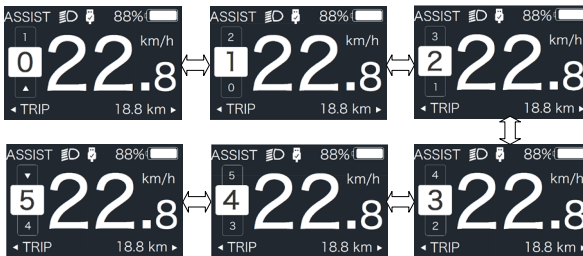 ASSIST 88%
1
0 22.8 km/h
◂ TRIP 18.8 km ▸
ASSIST 88%
2
1 22.8 km/h
0
◂ TRIP 18.8 km ▸
ASSIST 88%
3
2 22.8 km/h
1
◂ TRIP 18.8 km ▸
ASSIST 88%
5 22.8 km/h
4
◂ TRIP 18.8 km ▸
ASSIST 88%
5
4 22.8 km/h
3
◂ TRIP 18.8 km ▸
ASSIST 88%
4
3 22.8 km/h
2
◂ TRIP 18.8 km ▸